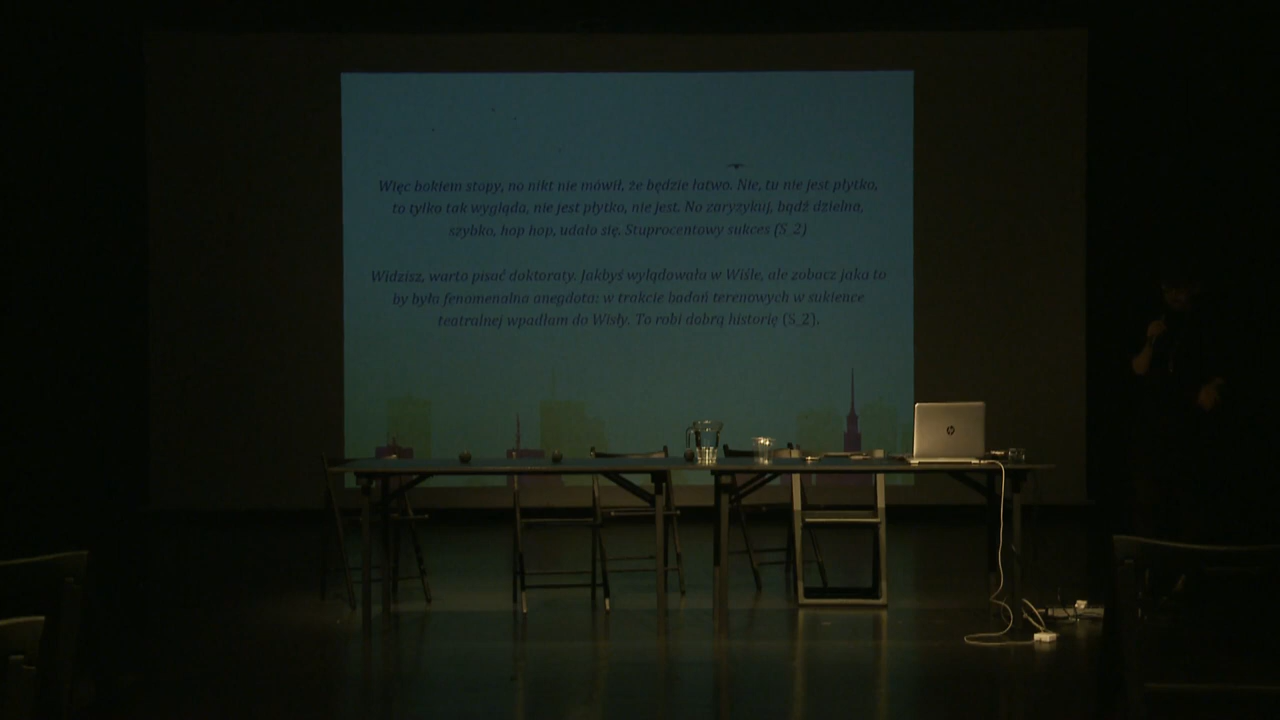 Więc bokiem stopy, no nikt nie mówił, że będzie łatwo. Nie, tu nie jest płytko,
to tylko tak wygląda, nie jest płytko, nie jest. No zaryzykuj, bądź dzielna,
szybko, hop hop, udało się. Stuprocentowy sukces (S_2)
Widzisz, warto pisać doktoraty. Jakbyś wylądowała w Wiśle, ale zobacz jaka to
by była fenomenalna anegdota: w trakcie badań terenowych w sukience
teatralnej wpadłam do Wisły. To robi dobrą historię (S_2).
hp